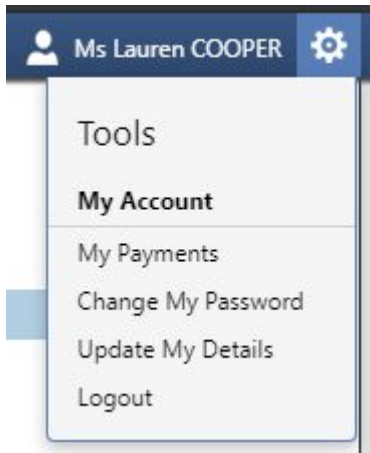 Ms Lauren COOPER
Tools
My Account
My Payments
Change My Password
Update My Details
Logout